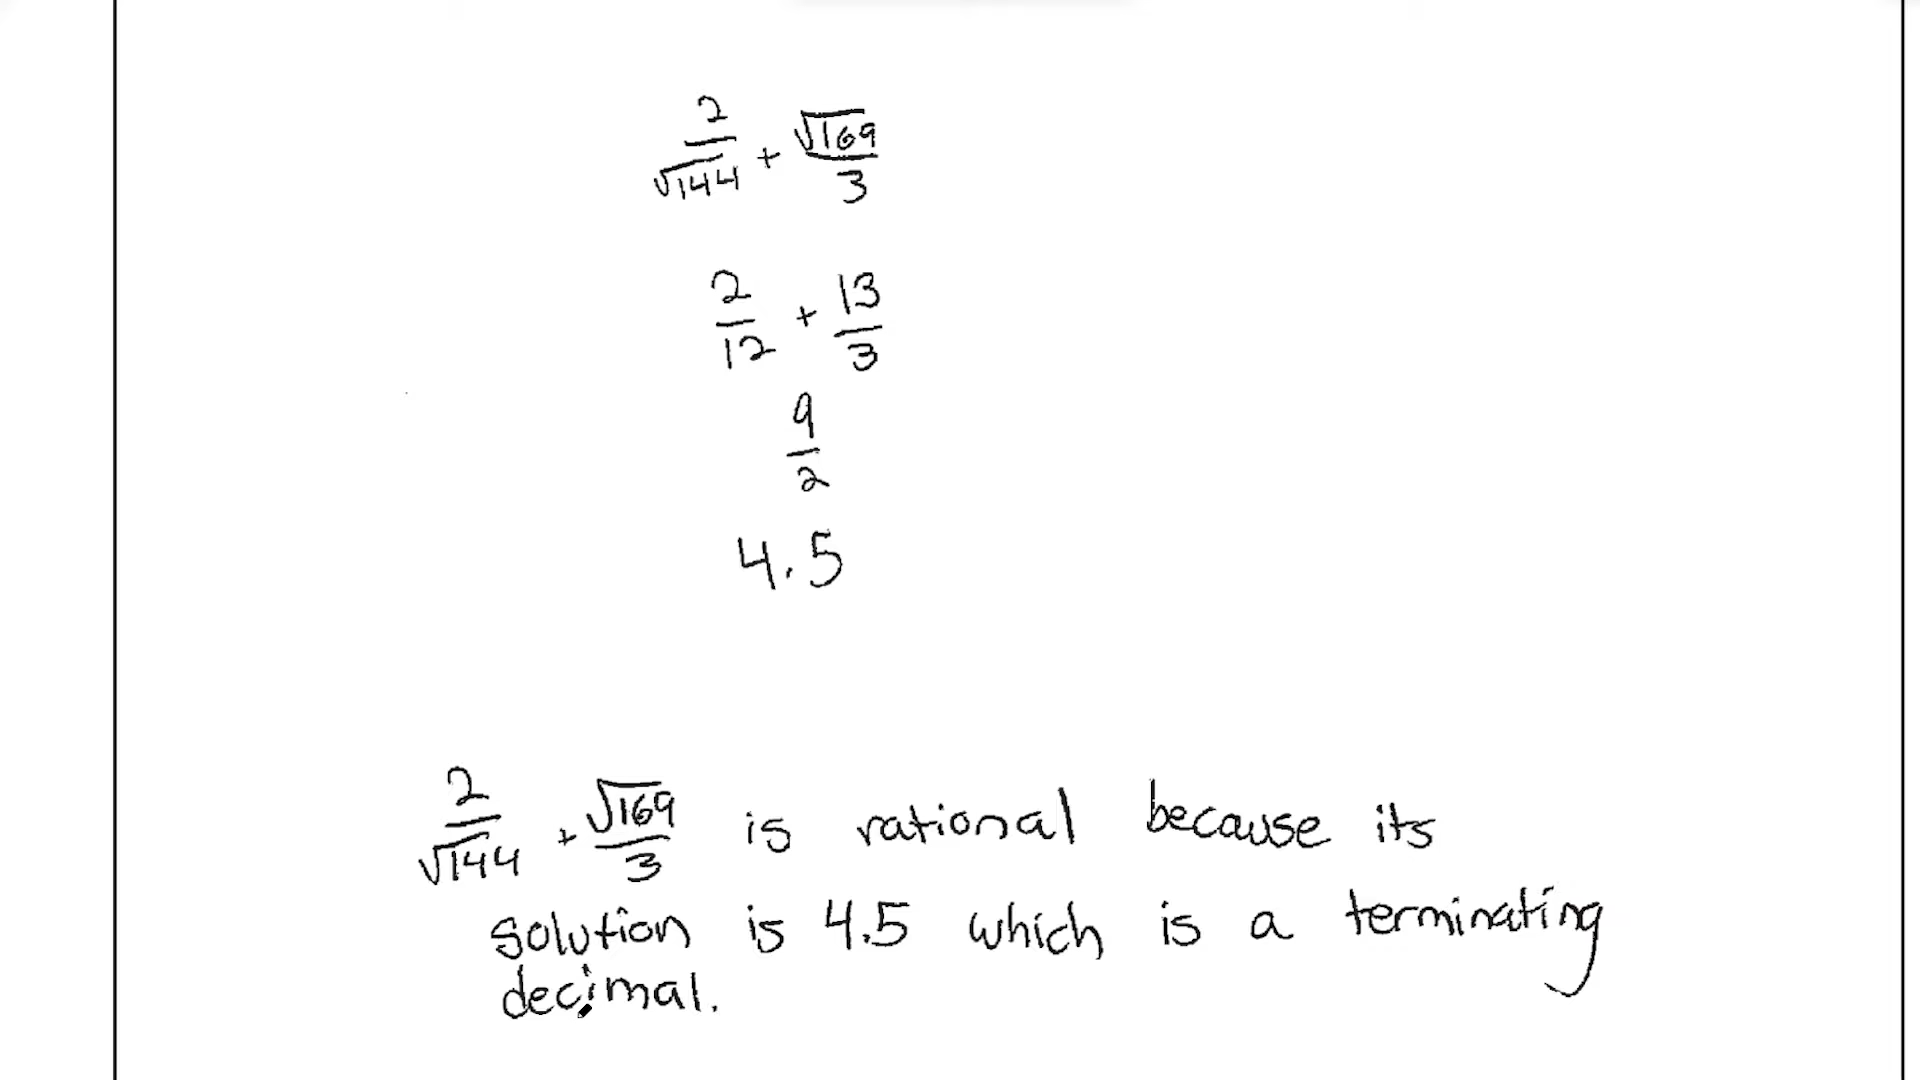 2/√144 + √169/3
2/12 + 13/3
9/2
4.5
2/√144 + √169/3 is rational because its
solution is 4.5 which is a terminating
decimal.